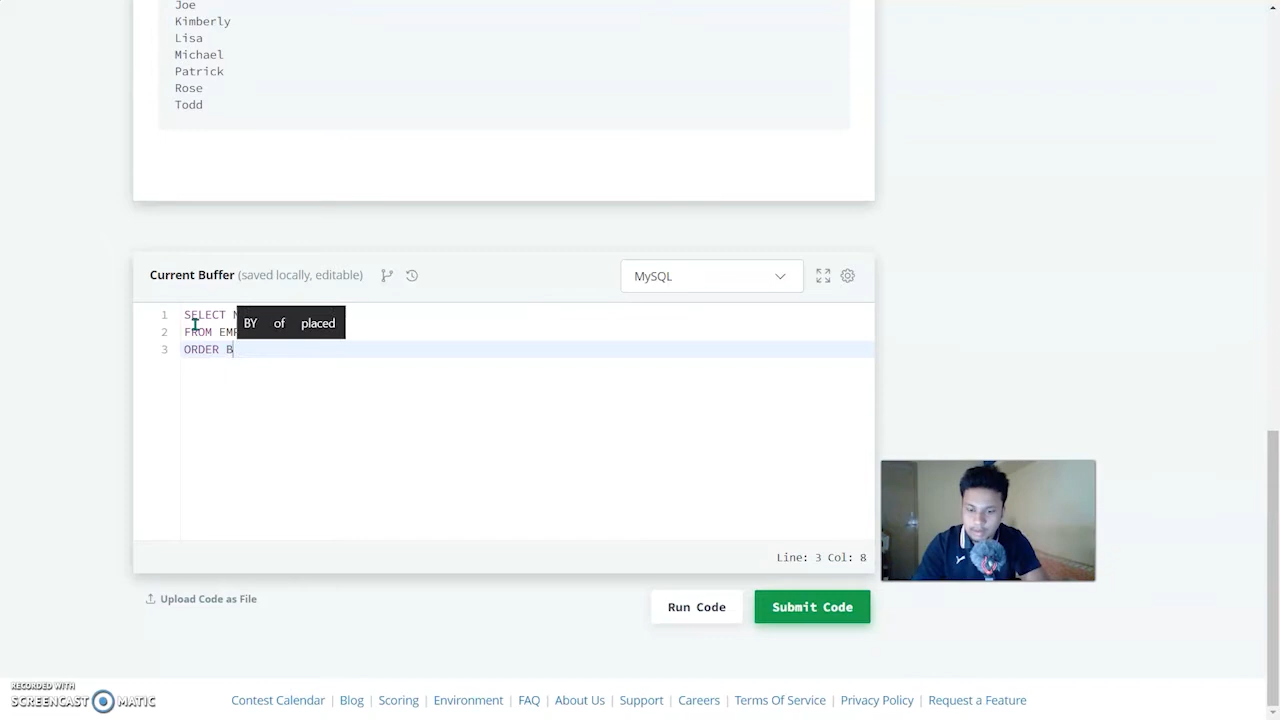 Joe
Kimberly
Lisa
Michael
Patrick
Rose
Todd
Current Buffer (saved locally, editable)
MySQL
1 SELECT N
BY of placed
2 FROM EMP
3 ORDER B
Line: 3 Col: 8
Upload Code as File
Run Code
Submit Code
RECORDED WITH
SCREENCAST MATIC
Contest Calendar | Blog | Scoring | Environment | FAQ | About Us | Support | Careers | Terms Of Service | Privacy Policy | Request a Feature